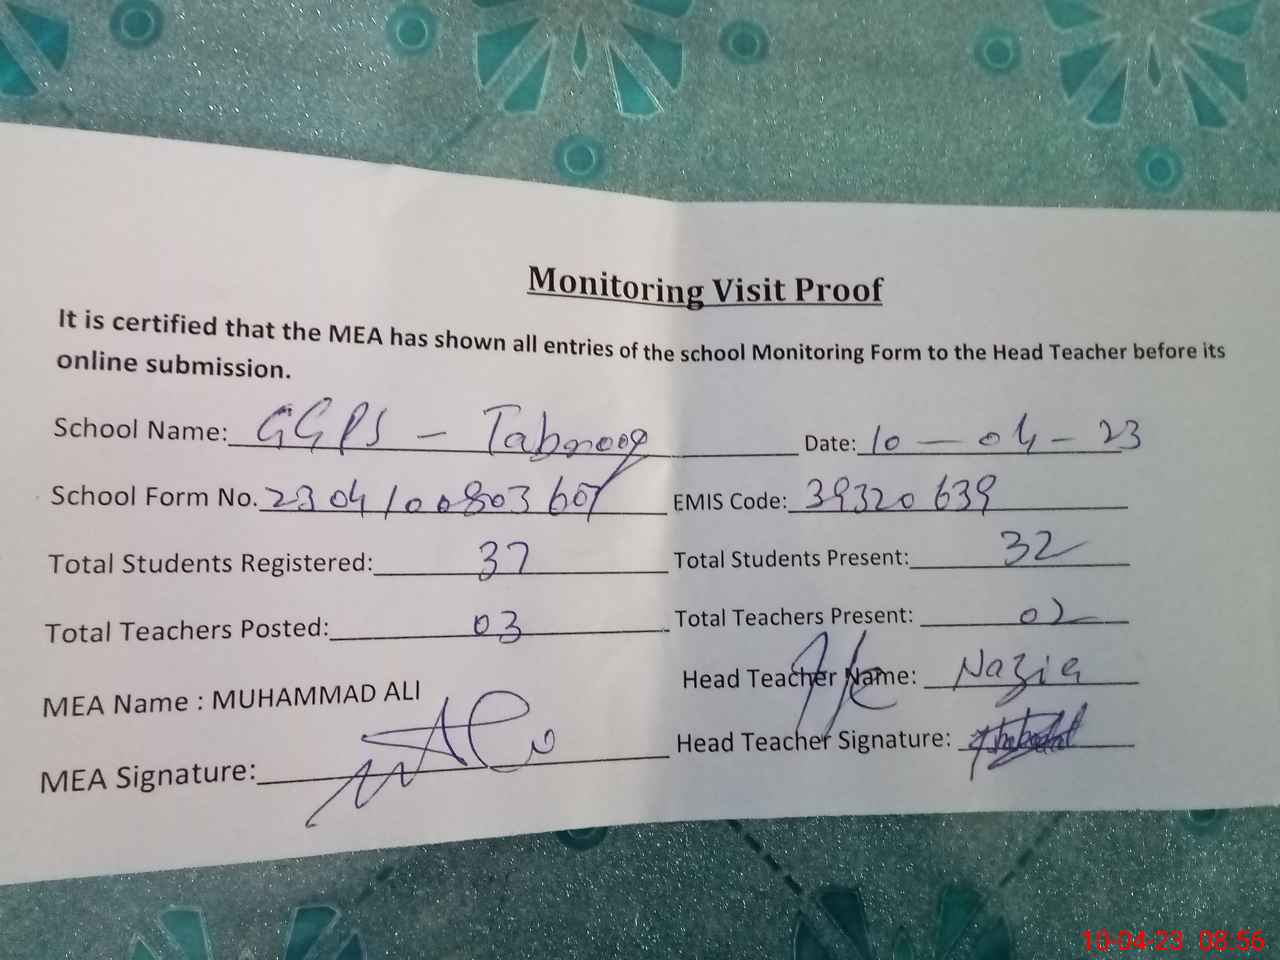 Monitoring Visit Proof
It is certified that the MEA has shown all entries of the school Monitoring Form to the Head Teacher before its
online submission.
School Name: GGPS - Date: 10 - 04 - 23
School Form No. 2304100803607 EMIS Code: 39320639
Total Students Registered: 37 Total Students Present: 32
Total Teachers Posted: 03 Total Teachers Present: 02
MEA Name : MUHAMMAD ALI Head Teacher Name: Nazia
MEA Signature: Head Teacher Signature:
10-04-23 08:56